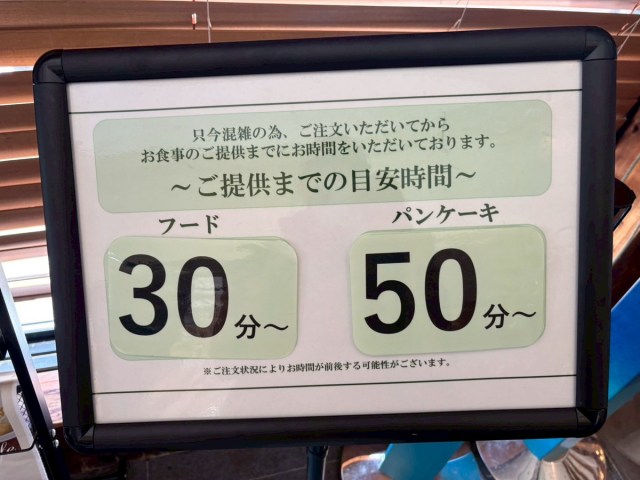 只今混雑の為、ご注文いただいてから
お食事のご提供までにお時間をいただいております。
～ご提供までの目安時間～
フード パンケーキ
30分～ 50分～
※ご注文状況によりお時間が前後する可能性がございます。